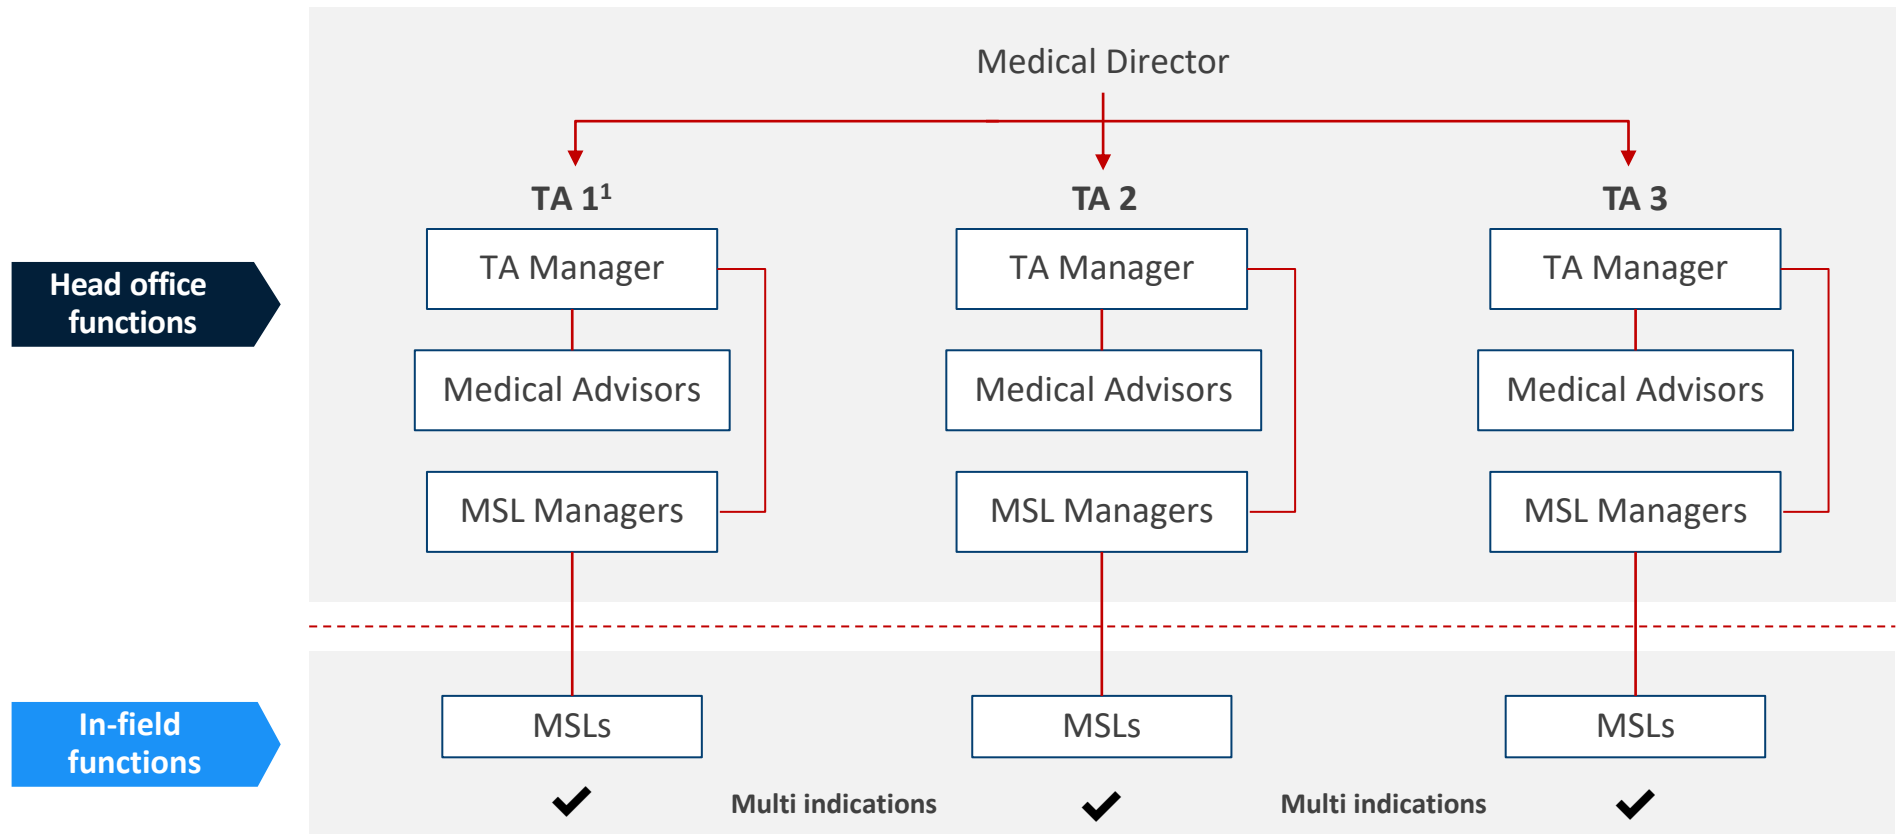 Medical Director
TA 1¹
TA 2
TA 3
TA Manager
TA Manager
TA Manager
Head office
functions
Medical Advisors
Medical Advisors
Medical Advisors
MSL Managers
MSL Managers
MSL Managers
In-field
functions
MSLs
MSLs
MSLs
Multi indications
Multi indications